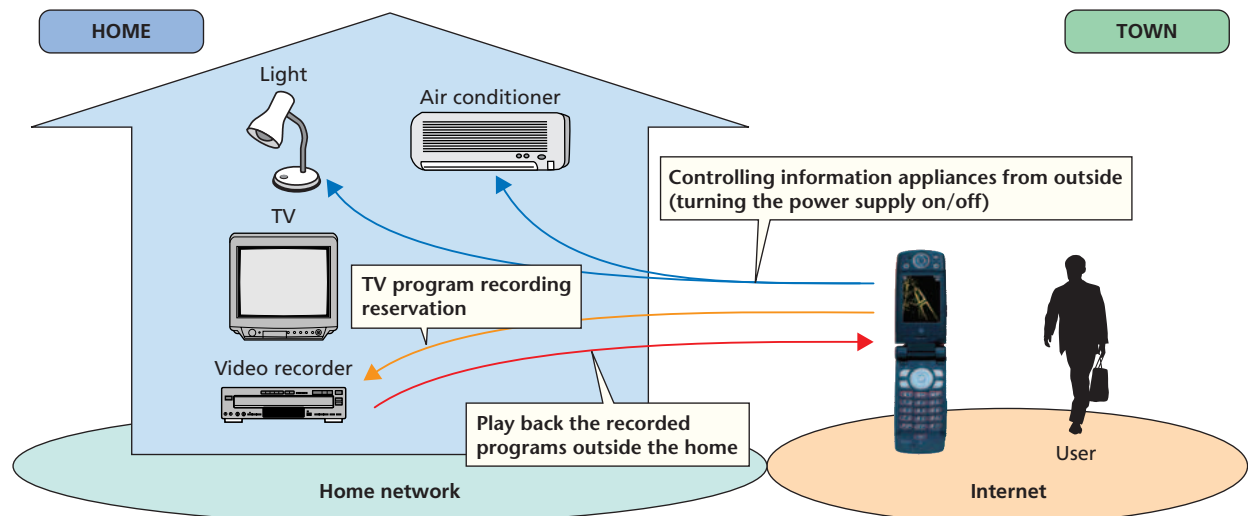 HOME
TOWN
Light
Air conditioner
Controlling information appliances from outside
(turning the power supply on/off)
TV
TV program recording
reservation
Video recorder
Play back the recorded
programs outside the home
User
Home network
Internet